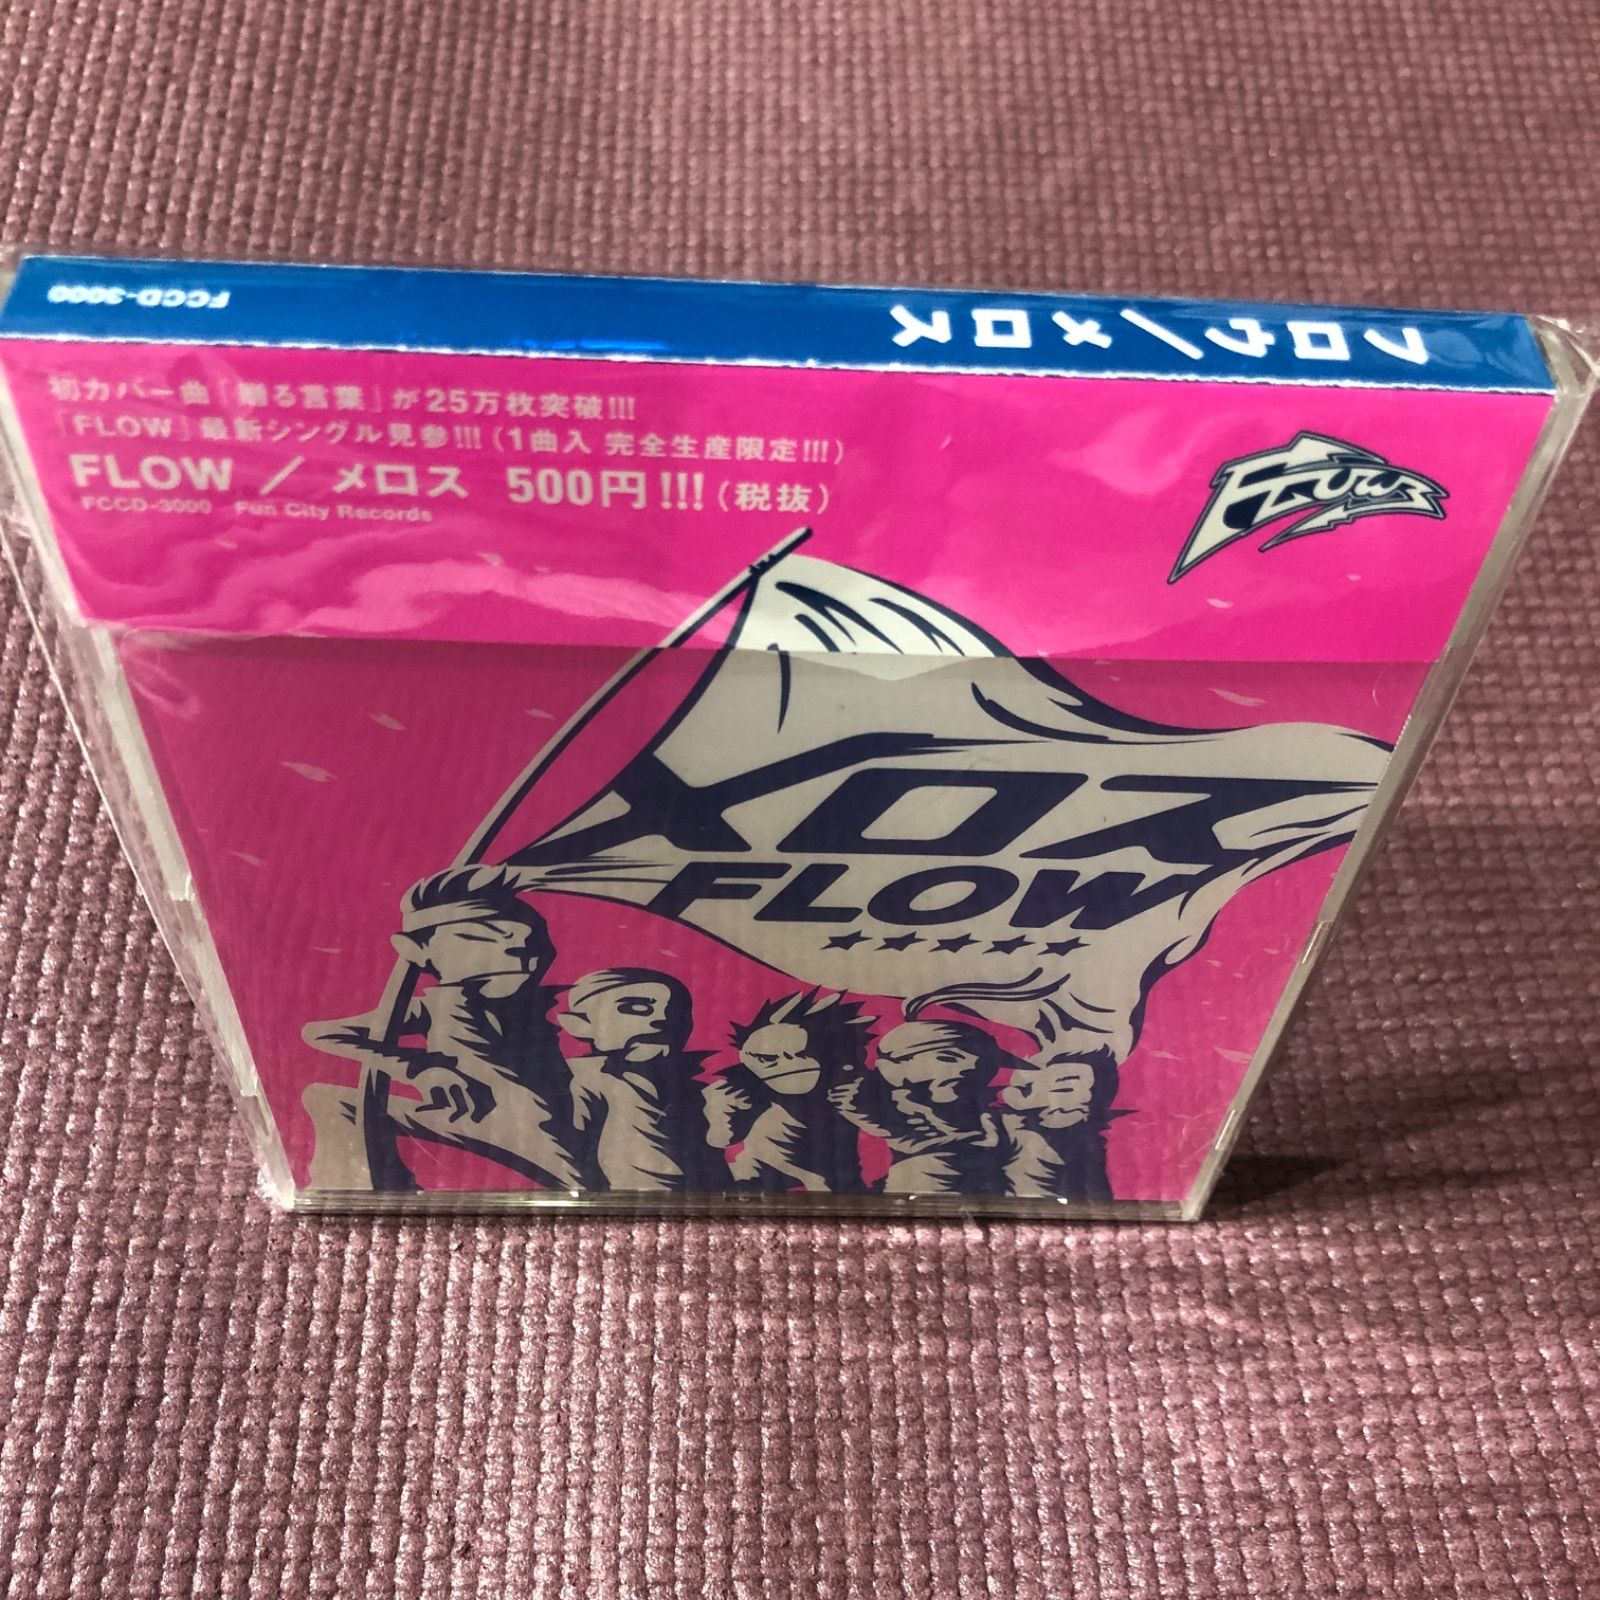 FCCD-3000
フロウ/メロス
初カバー曲「贈る言葉」が25万枚突破!!!
「FLOW」最新シングル見参!!!(1曲入 完全生産限定!!!)
FLOW / メロス 500円!!!(税抜)
FCCD-3000 Fun City Records
FLOW
メロス
FLOW
★★★★★